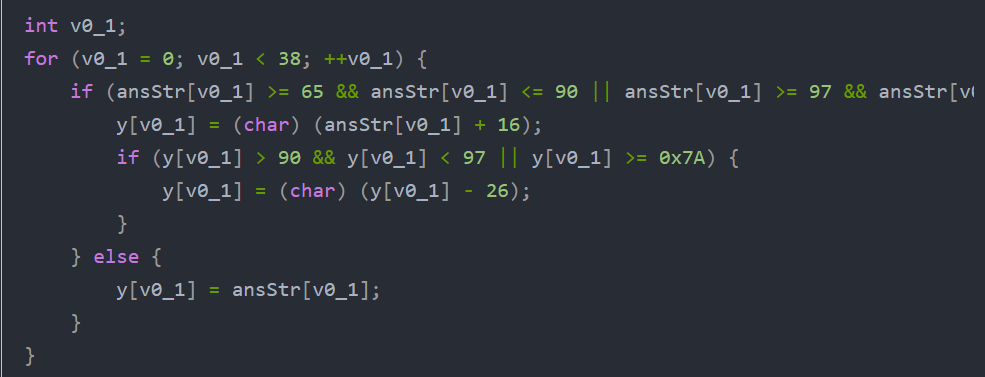 int v0_1;
for (v0_1 = 0; v0_1 < 38; ++v0_1) {
if (ansStr[v0_1] >= 65 && ansStr[v0_1] <= 90 || ansStr[v0_1] >= 97 && ansStr[v0
y[v0_1] = (char) (ansStr[v0_1] + 16);
if (y[v0_1] > 90 && y[v0_1] < 97 || y[v0_1] >= 0x7A) {
y[v0_1] = (char) (y[v0_1] - 26);
}
} else {
y[v0_1] = ansStr[v0_1];
}
}